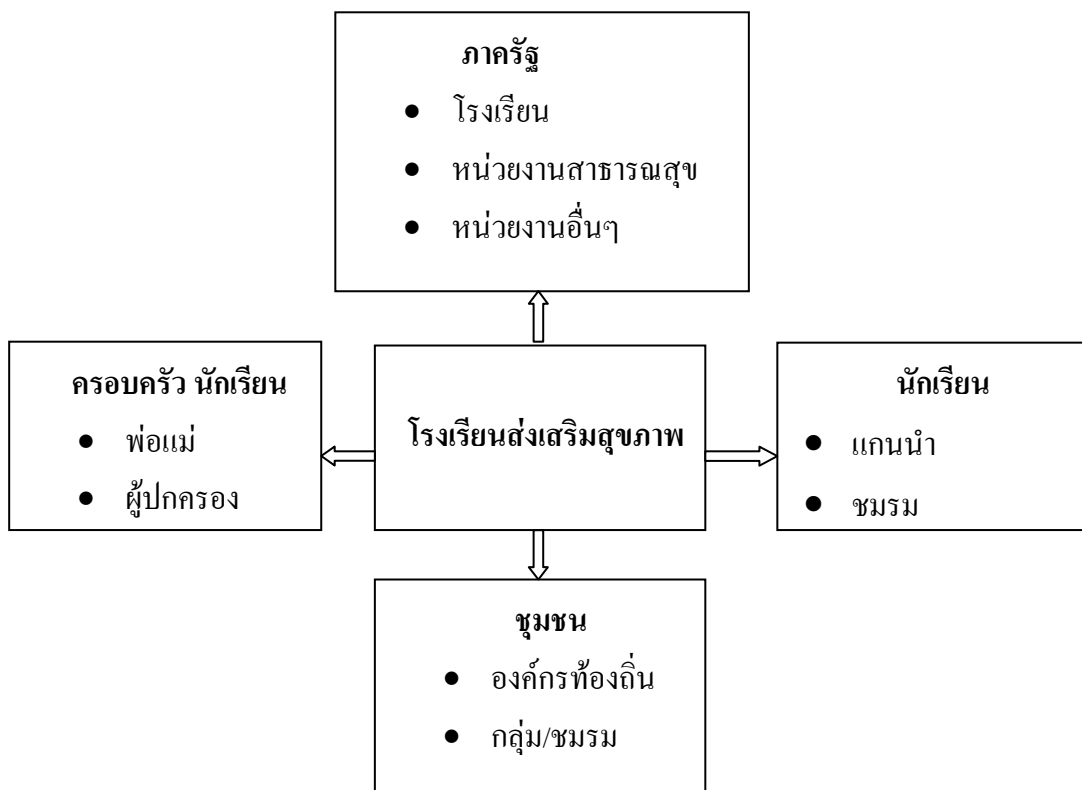 ภาครัฐ
● โรงเรียน
● หน่วยงานสาธารณสุข
● หน่วยงานอื่นๆ
ครอบครัว นักเรียน
● พ่อแม่
● ผู้ปกครอง
โรงเรียนส่งเสริมสุขภาพ
นักเรียน
● แกนนำ
● ชมรม
ชุมชน
● องค์กรท้องถิ่น
● กลุ่ม/ชมรม